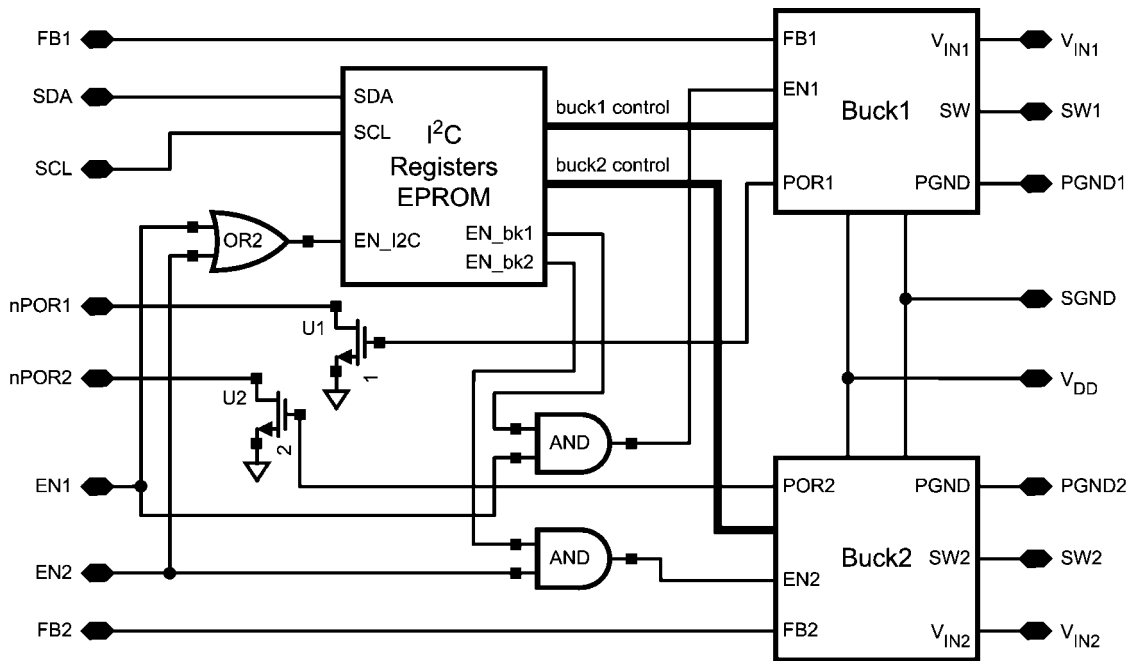 FB1
SDA
SCL
nPOR1
nPOR2
EN1
EN2
FB2
OR2
SDA
SCL
I²C
Registers
EPROM
EN_I2C
EN_bk1
EN_bk2
U1
1
U2
2
buck1 control
buck2 control
AND
AND
FB1
EN1
POR1
Buck1
VIN1
SW
PGND
POR2
EN2
FB2
Buck2
PGND
SW2
VIN2
VIN1
SW1
PGND1
SGND
VDD
PGND2
SW2
VIN2